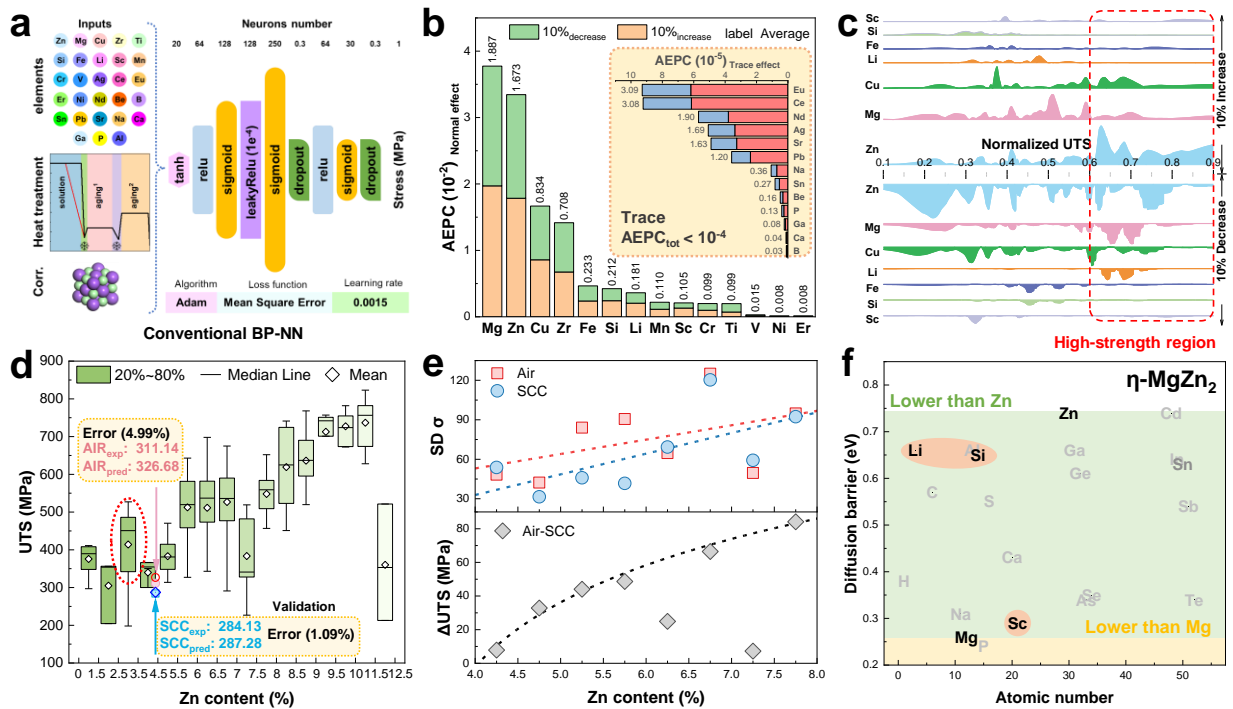 a
Inputs
Neurons number
elements
Zn Mg Cu Zr Ti
Si Fe Li Sc Mn
Cr V Ag Ce Eu
Er Ni Nd Be B
Sn Pb Sr Na Ca
Ga P Al
20 64 128 128 250 0.3 64 30 0.3 1
tanh
relu
sigmoid
leakyRelu (1e⁻⁴)
sigmoid
dropout
relu
sigmoid
dropout
Stress (MPa)
Heat treatment
solution
aging¹
aging²
Corr.
Algorithm Loss function Learning rate
Adam Mean Square Error 0.0015
Conventional BP-NN
b
10%decrease
10%increase
label Average
AEPC (10⁻²) Normal effect
4
3
2
1
0
1.887
1.673
0.834
0.708
0.233
0.212
0.181
0.110
0.105
0.099
0.099
0.015
0.008
0.008
Mg Zn Cu Zr Fe Si Li Mn Sc Cr Ti V Ni Er
AEPC (10⁻⁵) Trace effect
10 8 6 4 2 0
3.09 Eu
3.08 Ce
1.90 Nd
1.69 Ag
1.63 Sr
1.20 Pb
0.36 Na
0.27 Sn
0.16 Be
0.13 P
0.08 Ga
0.04 Ca
0.03 B
Trace
AEPCtot < 10⁻⁴
c
Sc
Si
Fe
Li
Cu
Mg
Zn
Normalized UTS
0.1 0.2 0.3 0.4 0.5 0.6 0.7 0.8 0.9
Zn
Mg
Cu
Li
Fe
Si
Sc
10% Increase
10% Decrease
High-strength region
d
20%~80%
Median Line
Mean
UTS (MPa)
900
800
700
600
500
400
300
200
100
Error (4.99%)
AIRexp: 311.14
AIRpred: 326.68
Validation
SCCexp: 284.13
SCCpred: 287.28
Error (1.09%)
0 1.5 2.5 3.5 4.5 5 5.5 6 6.5 7 7.5 8 8.5 9 9.5 10 11.5 12.5
Zn content (%)
e
Air
SCC
SD σ
120
90
60
30
Air-SCC
ΔUTS (MPa)
80
60
40
20
0
4.0 4.5 5.0 5.5 6.0 6.5 7.0 7.5 8.0
Zn content (%)
f
η-MgZn₂
Lower than Zn
Diffusion barrier (eV)
0.8
0.7
0.6
0.5
0.4
0.3
0.2
Zn Cd
Li Si Ga Sn
Ge
C S Sb
Ca
H As Se Te
Na Sc
Mg P
Lower than Mg
0 10 20 30 40 50
Atomic number